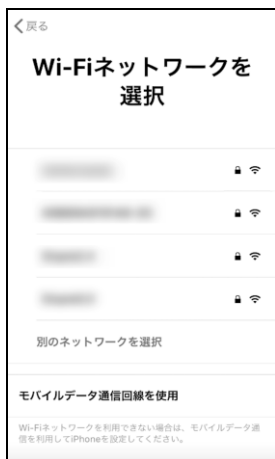 戻る
Wi-Fiネットワークを
選択
別のネットワークを選択
モバイルデータ通信回線を使用
Wi-Fiネットワークを利用できない場合は、モバイルデータ通
信を利用してiPhoneを設定してください。